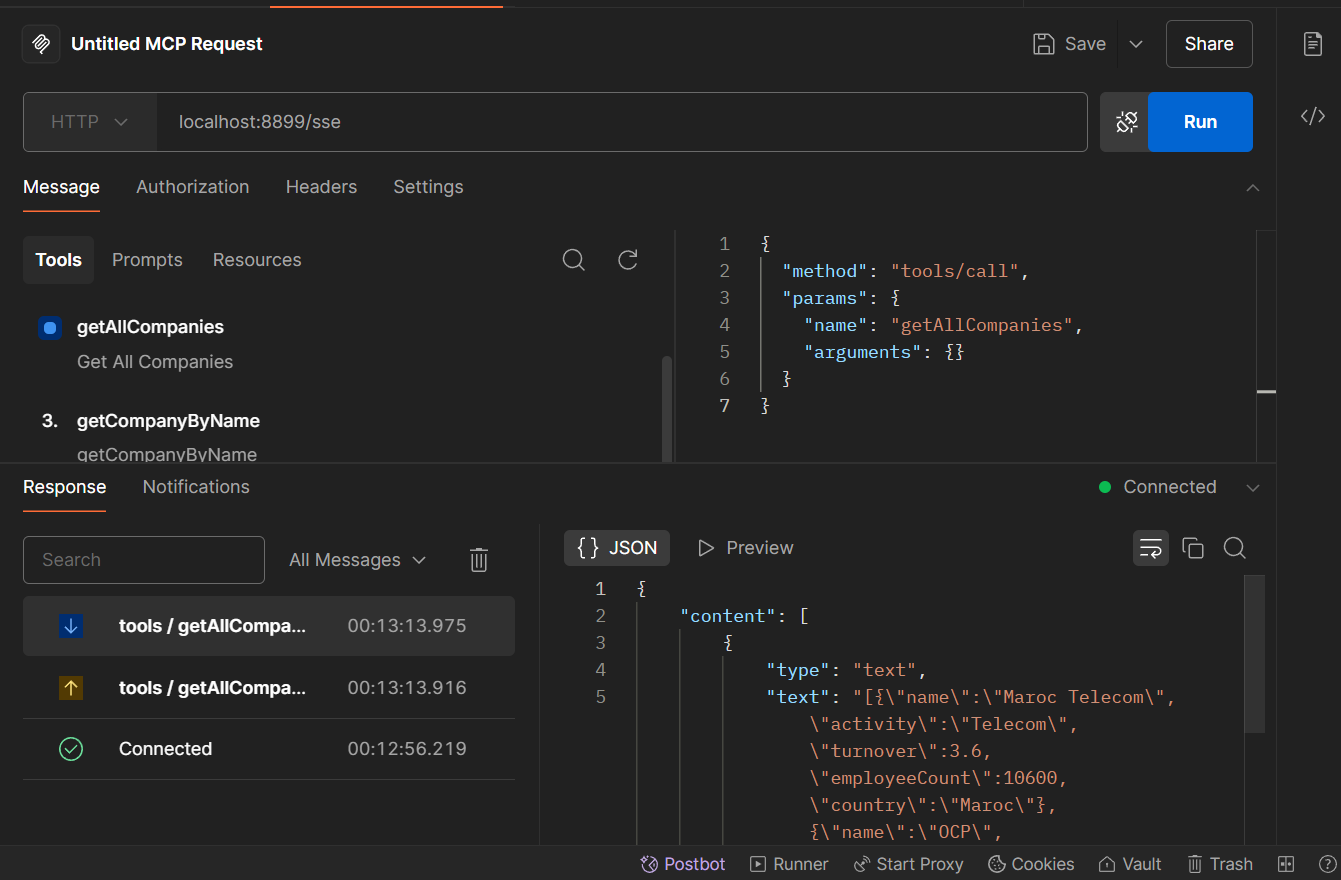 Untitled MCP Request
Save
Share
HTTP
localhost:8899/sse
Run
Message Authorization Headers Settings
Tools Prompts Resources
getAllCompanies
Get All Companies
3. getCompanyByName
getCompanyByName
1 {
2 "method": "tools/call",
3 "params": {
4 "name": "getAllCompanies",
5 "arguments": {}
6 }
7 }
Response Notifications
Connected
Search
All Messages
tools / getAllCompa... 00:13:13.975
tools / getAllCompa... 00:13:13.916
Connected 00:12:56.219
{} JSON
Preview
1 {
2 "content": [
3 {
4 "type": "text",
5 "text": "[{\"name\":\"Maroc Telecom\",
\"activity\":\"Telecom\",
\"turnover\":3.6,
\"employeeCount\":10600,
\"country\":\"Maroc\"},
{\"name\":\"OCP\",
Postbot Runner Start Proxy Cookies Vault Trash